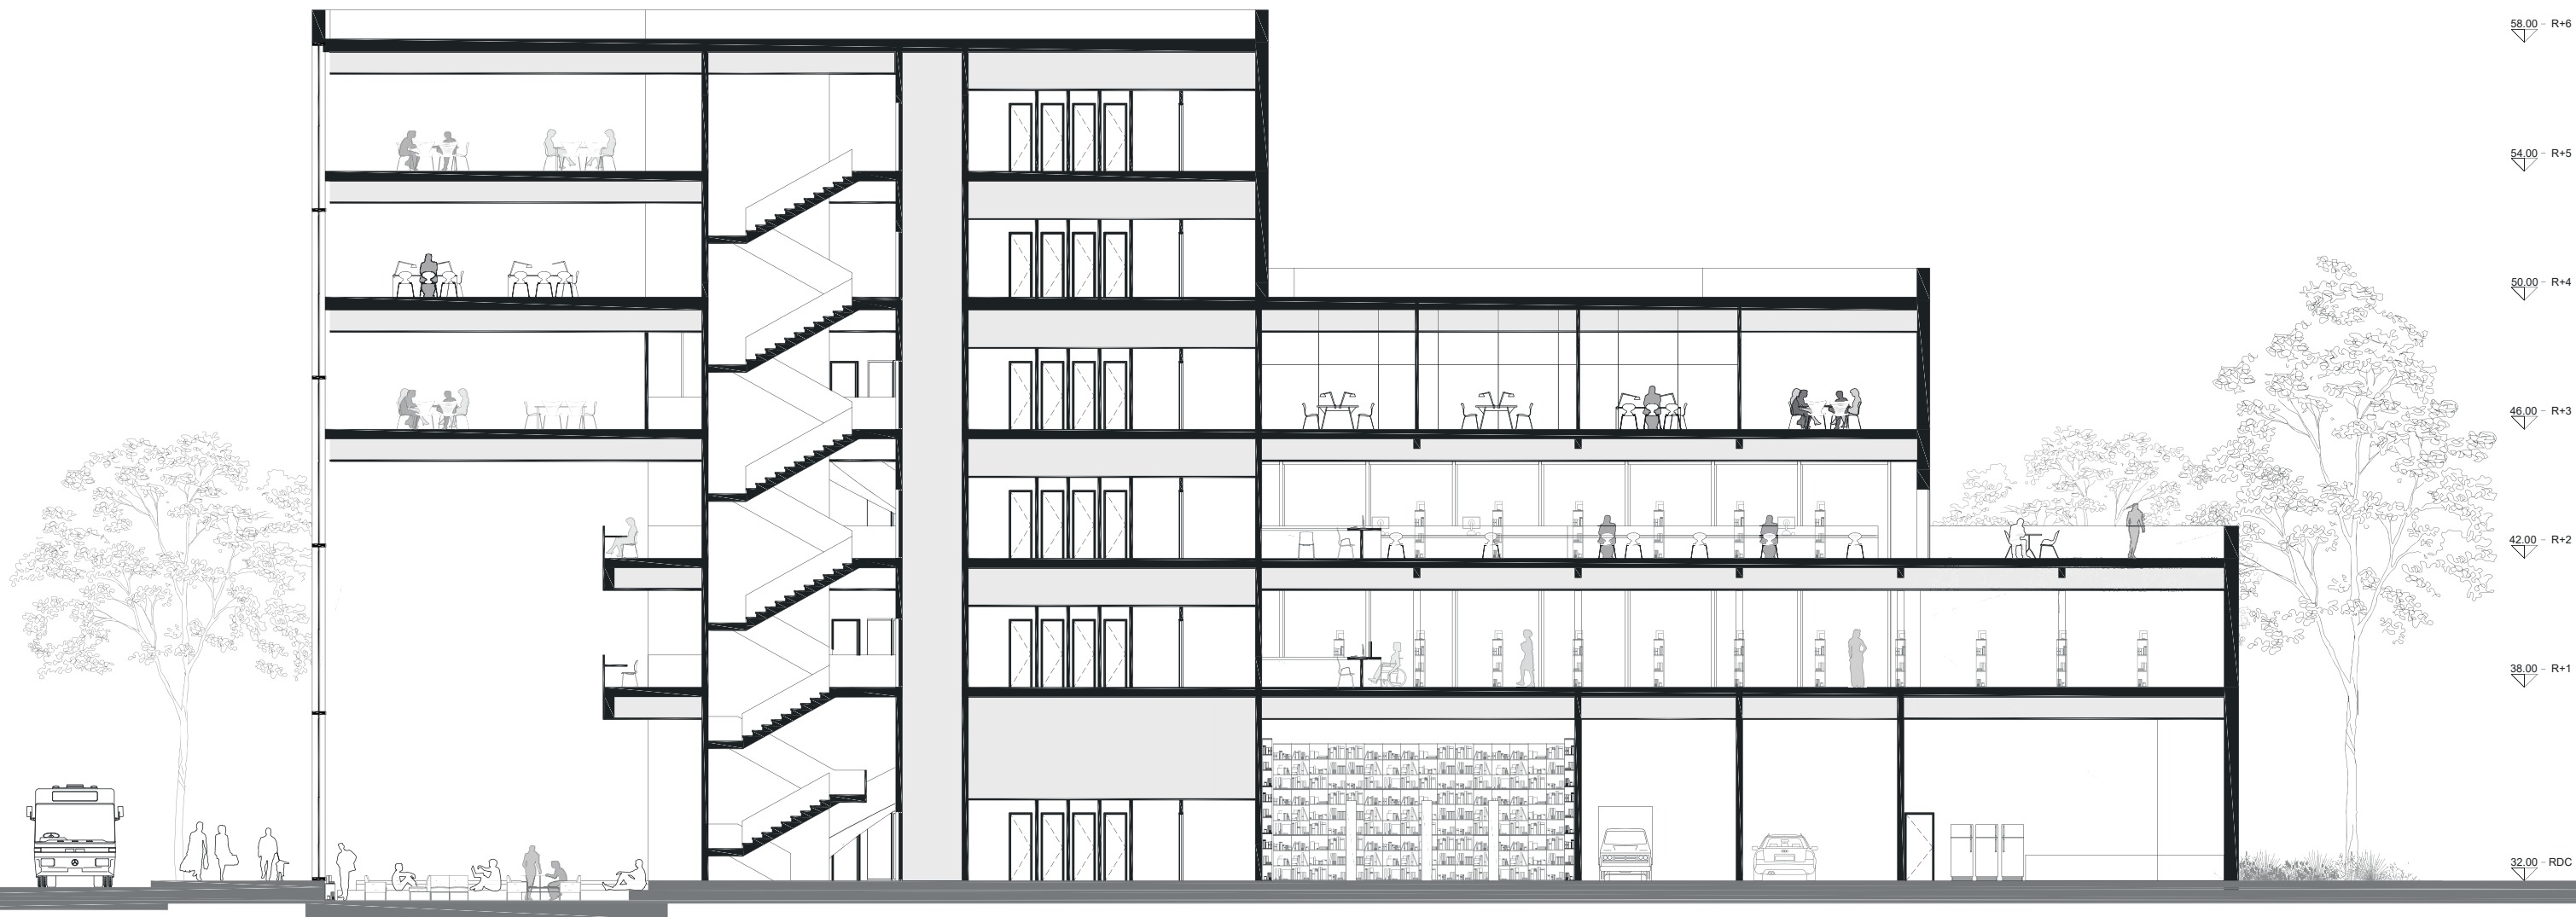 58.00 - R+6
54.00 - R+5
50.00 - R+4
46.00 - R+3
42.00 - R+2
38.00 - R+1
32.00 - RDC